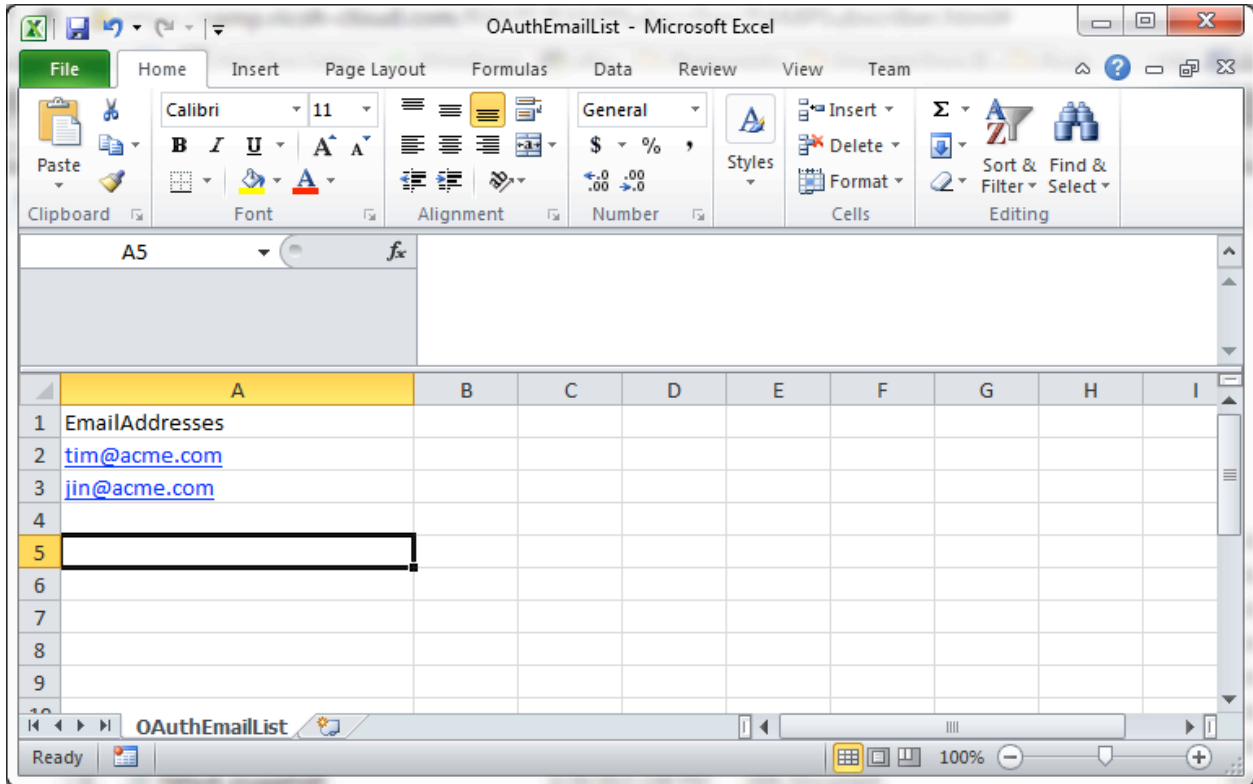 OAuthEmailList - Microsoft Excel
File Home Insert Page Layout Formulas Data Review View Team
Calibri 11 General Insert Σ
B I U A A $ % , Delete
Paste Styles Sort & Find &
A .00 .0 Format Filter Select
Clipboard Font Alignment Number Cells Editing
A5 fx
A B C D E F G H I
1 EmailAddresses
2 tim@acme.com
3 jin@acme.com
4
5
6
7
8
9
OAuthEmailList
Ready 100%